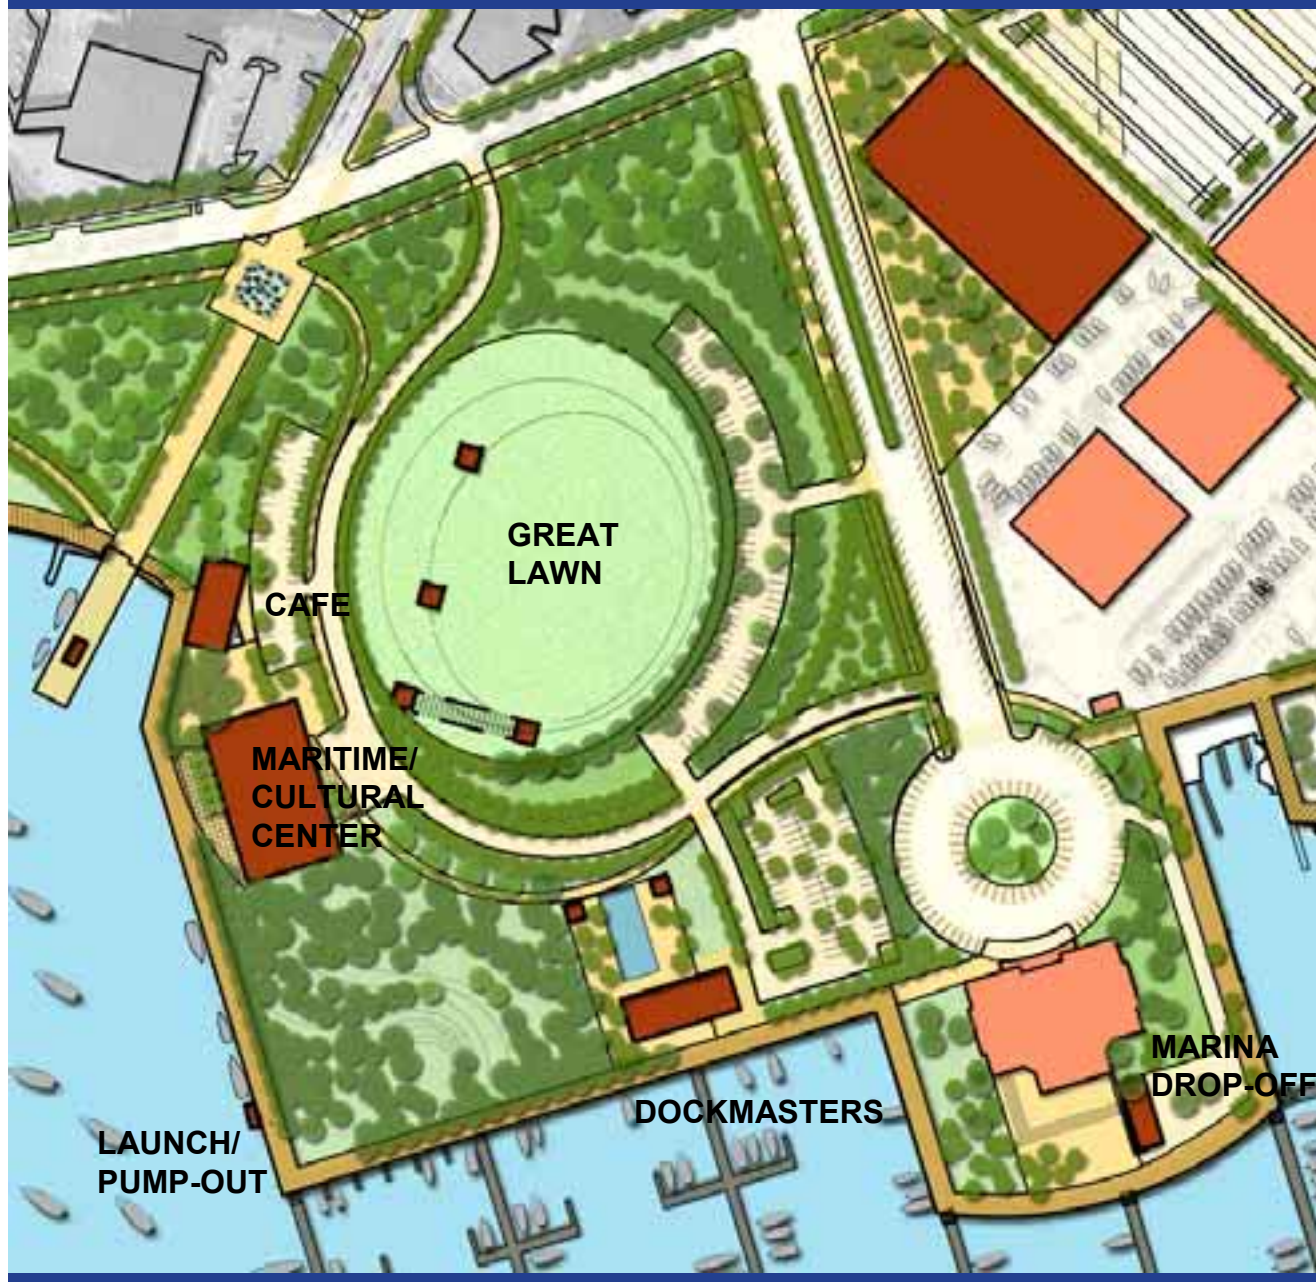 GREAT
LAWN
CAFE
MARITIME/
CULTURAL
CENTER
MARINA
DROP-OFF
DOCKMASTERS
LAUNCH/
PUMP-OUT